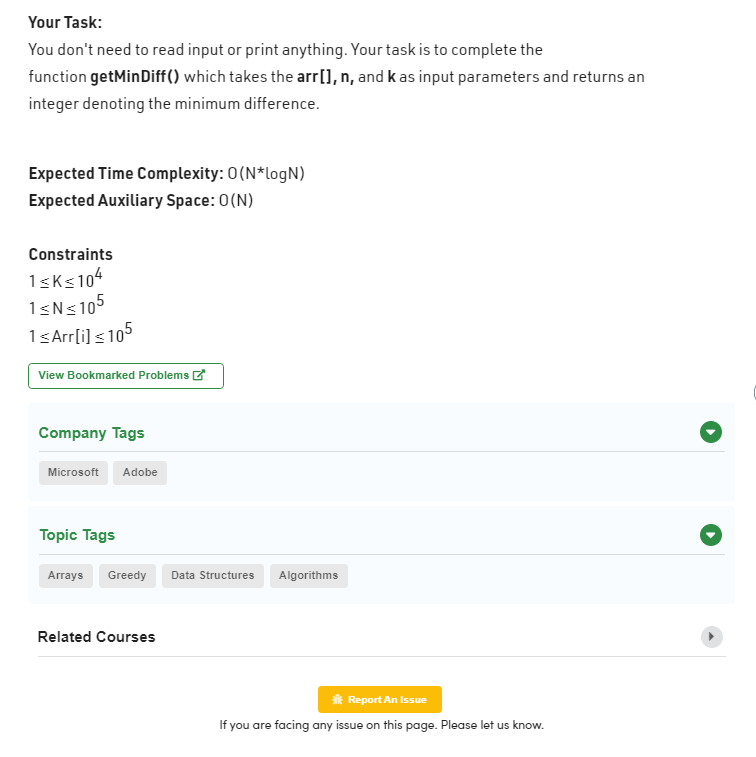 Your Task:
You don't need to read input or print anything. Your task is to complete the
function getMinDiff() which takes the arr[], n, and k as input parameters and returns an
integer denoting the minimum difference.
Expected Time Complexity: O(N*logN)
Expected Auxiliary Space: O(N)
Constraints
1 ≤ K ≤ 10⁴
1 ≤ N ≤ 10⁵
1 ≤ Arr[i] ≤ 10⁵
View Bookmarked Problems
Company Tags
Microsoft Adobe
Topic Tags
Arrays Greedy Data Structures Algorithms
Related Courses
Report An Issue
If you are facing any issue on this page. Please let us know.